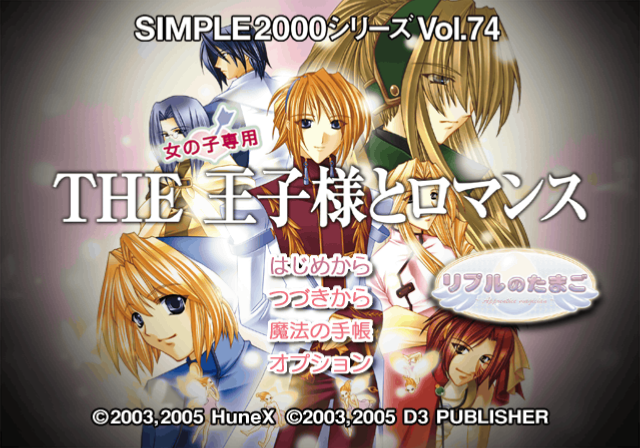 SIMPLE2000シリーズ Vol.74
女の子専用
THE 王子様とロマンス
リプルのたまご
はじめから
つづきから
魔法の手帳
オプション
©2003,2005 HuneX ©2003,2005 D3 PUBLISHER